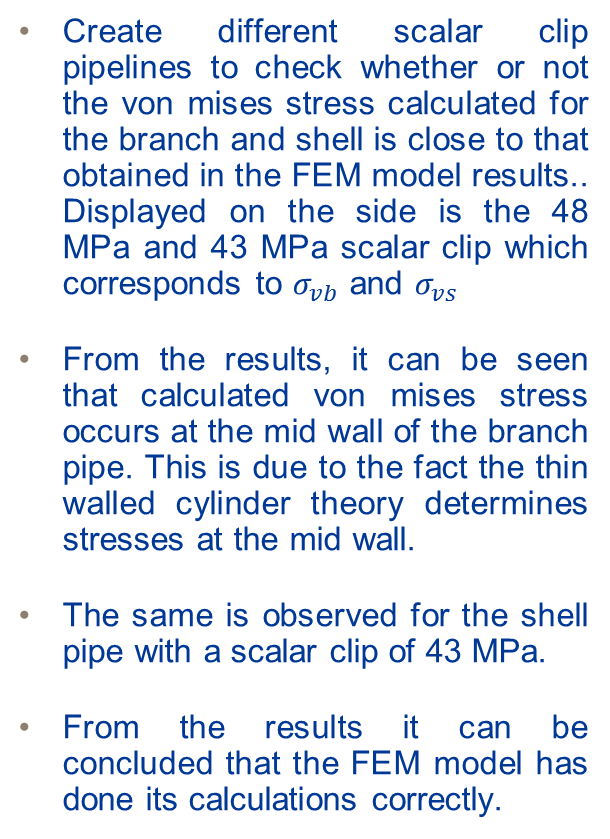 • Create different scalar clip
pipelines to check whether or not
the von mises stress calculated for
the branch and shell is close to that
obtained in the FEM model results..
Displayed on the side is the 48
MPa and 43 MPa scalar clip which
corresponds to σ_vb and σ_vs
• From the results, it can be seen
that calculated von mises stress
occurs at the mid wall of the branch
pipe. This is due to the fact the thin
walled cylinder theory determines
stresses at the mid wall.
• The same is observed for the shell
pipe with a scalar clip of 43 MPa.
• From the results it can be
concluded that the FEM model has
done its calculations correctly.